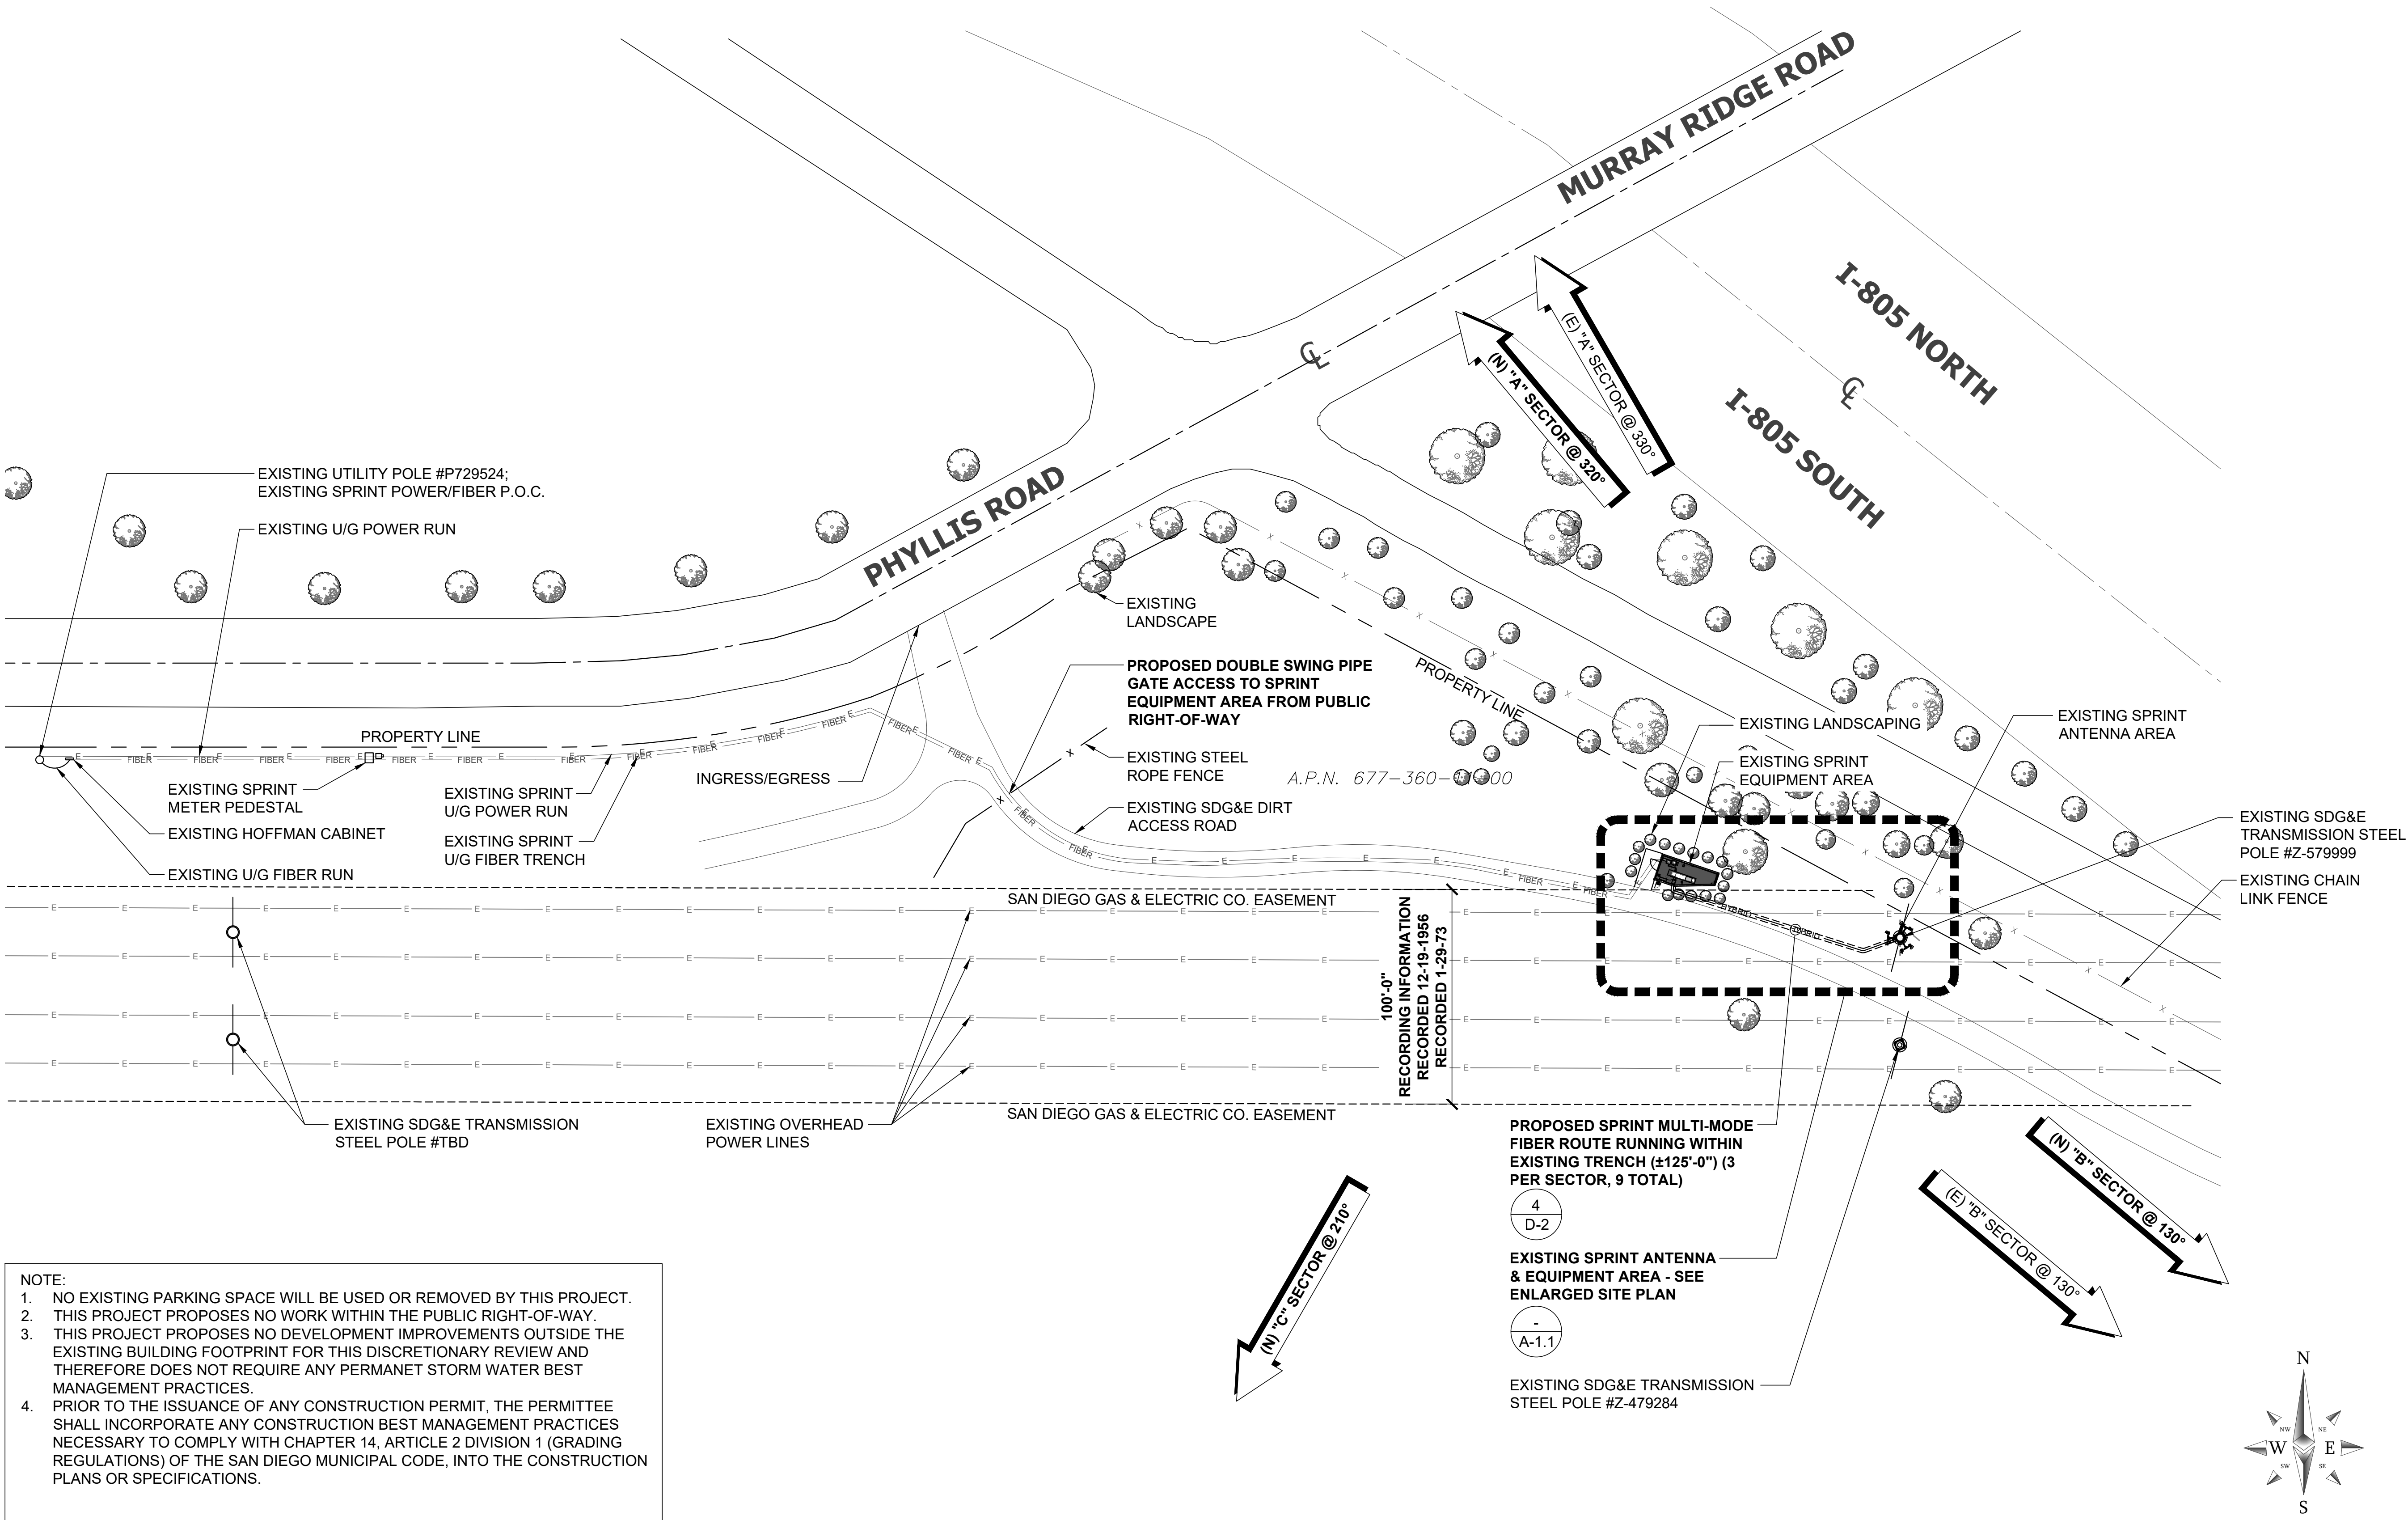 MURRAY RIDGE ROAD
I-805 NORTH
I-805 SOUTH
PHYLLIS ROAD
(E) "A" SECTOR @ 330°
(N) "A" SECTOR @ 320°
EXISTING UTILITY POLE #P729524;
EXISTING SPRINT POWER/FIBER P.O.C.
EXISTING U/G POWER RUN
EXISTING
LANDSCAPE
PROPOSED DOUBLE SWING PIPE
GATE ACCESS TO SPRINT
EQUIPMENT AREA FROM PUBLIC
RIGHT-OF-WAY
EXISTING STEEL
ROPE FENCE
EXISTING SDG&E DIRT
ACCESS ROAD
PROPERTY LINE
PROPERTY LINE
INGRESS/EGRESS
A.P.N. 677-360-
EXISTING SPRINT
METER PEDESTAL
EXISTING HOFFMAN CABINET
EXISTING U/G FIBER RUN
EXISTING SPRINT
U/G POWER RUN
EXISTING SPRINT
U/G FIBER TRENCH
EXISTING LANDSCAPING
EXISTING SPRINT
EQUIPMENT AREA
EXISTING SPRINT
ANTENNA AREA
EXISTING SDG&E
TRANSMISSION STEEL
POLE #Z-579999
EXISTING CHAIN
LINK FENCE
SAN DIEGO GAS & ELECTRIC CO. EASEMENT
100'-0"
RECORDING INFORMATION
RECORDED 12-19-1956
RECORDED 1-29-73
SAN DIEGO GAS & ELECTRIC CO. EASEMENT
EXISTING SDG&E TRANSMISSION
STEEL POLE #TBD
EXISTING OVERHEAD
POWER LINES
PROPOSED SPRINT MULTI-MODE
FIBER ROUTE RUNNING WITHIN
EXISTING TRENCH (±125'-0") (3
PER SECTOR, 9 TOTAL)
4
D-2
EXISTING SPRINT ANTENNA
& EQUIPMENT AREA - SEE
ENLARGED SITE PLAN
-
A-1.1
EXISTING SDG&E TRANSMISSION
STEEL POLE #Z-479284
(N) "C" SECTOR @ 210°
(N) "B" SECTOR @ 130°
(E) "B" SECTOR @ 130°
NOTE:
1. NO EXISTING PARKING SPACE WILL BE USED OR REMOVED BY THIS PROJECT.
2. THIS PROJECT PROPOSES NO WORK WITHIN THE PUBLIC RIGHT-OF-WAY.
3. THIS PROJECT PROPOSES NO DEVELOPMENT IMPROVEMENTS OUTSIDE THE
EXISTING BUILDING FOOTPRINT FOR THIS DISCRETIONARY REVIEW AND
THEREFORE DOES NOT REQUIRE ANY PERMANET STORM WATER BEST
MANAGEMENT PRACTICES.
4. PRIOR TO THE ISSUANCE OF ANY CONSTRUCTION PERMIT, THE PERMITTEE
SHALL INCORPORATE ANY CONSTRUCTION BEST MANAGEMENT PRACTICES
NECESSARY TO COMPLY WITH CHAPTER 14, ARTICLE 2 DIVISION 1 (GRADING
REGULATIONS) OF THE SAN DIEGO MUNICIPAL CODE, INTO THE CONSTRUCTION
PLANS OR SPECIFICATIONS.
N
NW NE
W E
SW SE
S